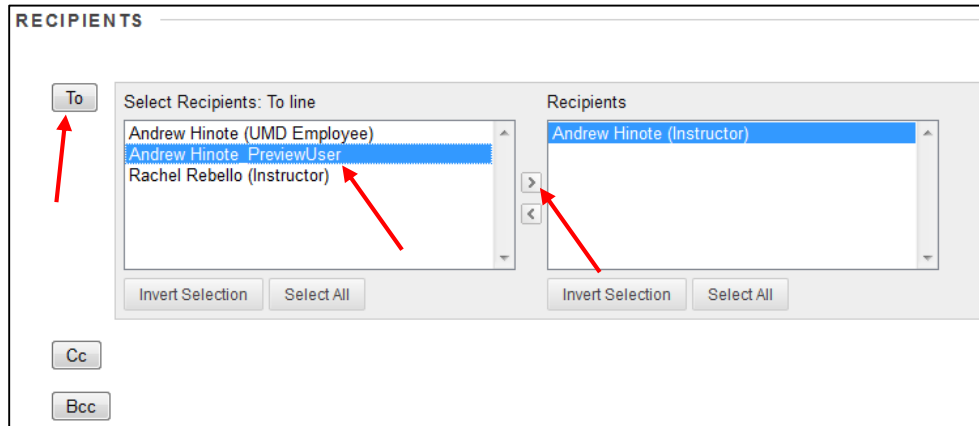 RECIPIENTS
To
Select Recipients: To line
Recipients
Andrew Hinote (UMD Employee)
Andrew Hinote_PreviewUser
Rachel Rebello (Instructor)
Andrew Hinote (Instructor)
>
<
Invert Selection
Select All
Invert Selection
Select All
Cc
Bcc